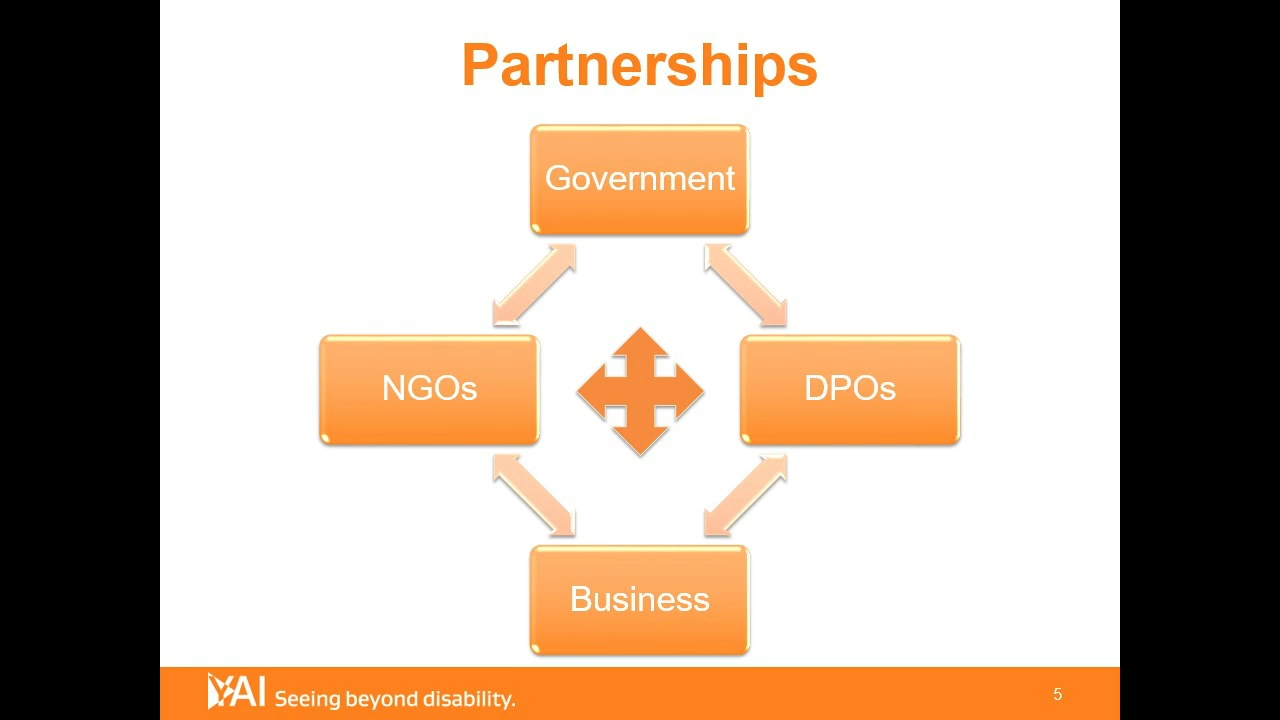 Partnerships
Government
NGOs
DPOs
Business
YAI Seeing beyond disability.
5